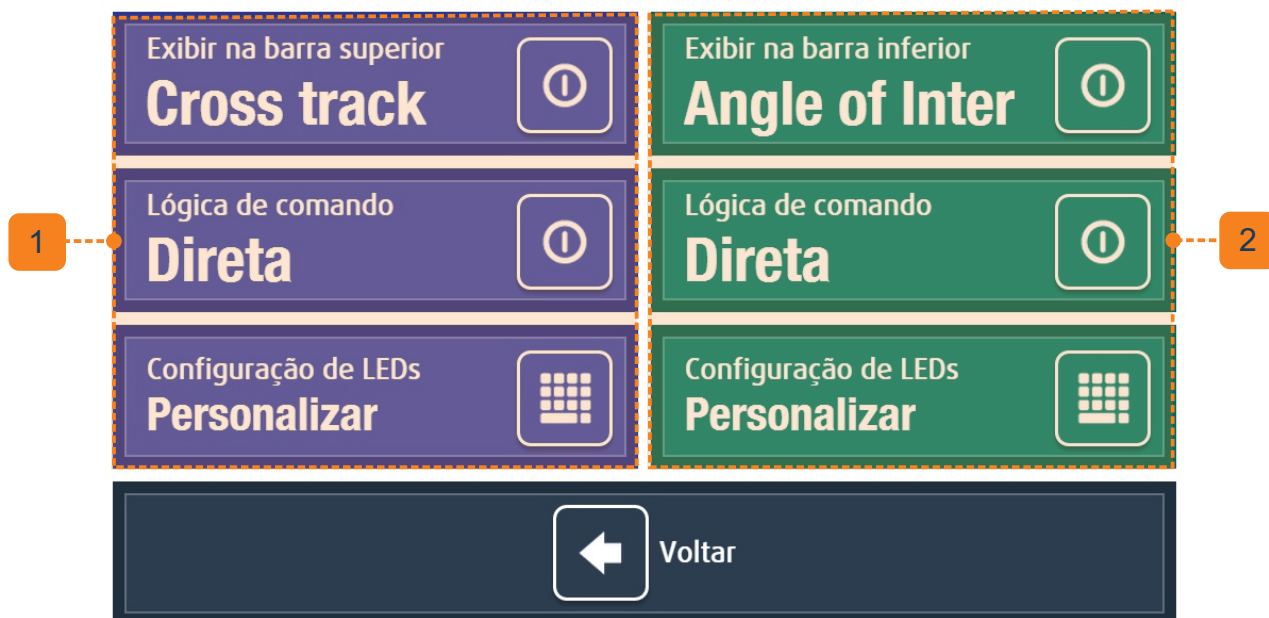 Exibir na barra superior
Cross track
Exibir na barra inferior
Angle of Inter
1
Lógica de comando
Direta
Lógica de comando
Direta
2
Configuração de LEDs
Personalizar
Configuração de LEDs
Personalizar
Voltar